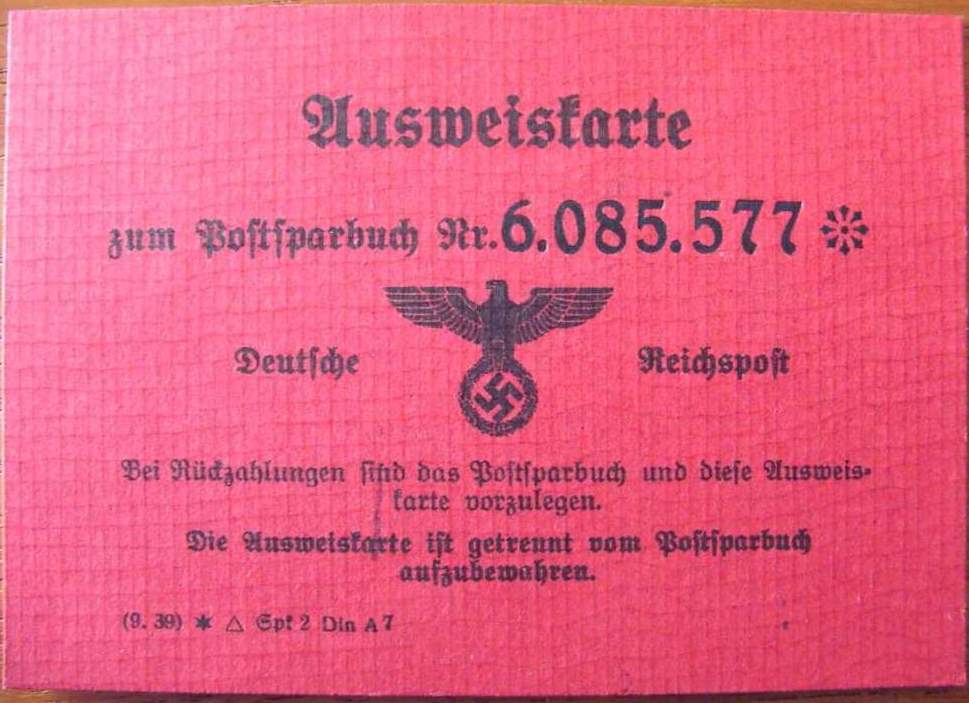 Ausweiskarte
zum Postsparbuch Nr. 6.085.577
Deutsche Reichspost
Bei Rückzahlungen sind das Postsparbuch und diese Ausweis-
karte vorzulegen.
Die Ausweiskarte ist getrennt vom Postsparbuch
aufzubewahren.
(9. 39) ✶ △ Spk 2 Din A 7